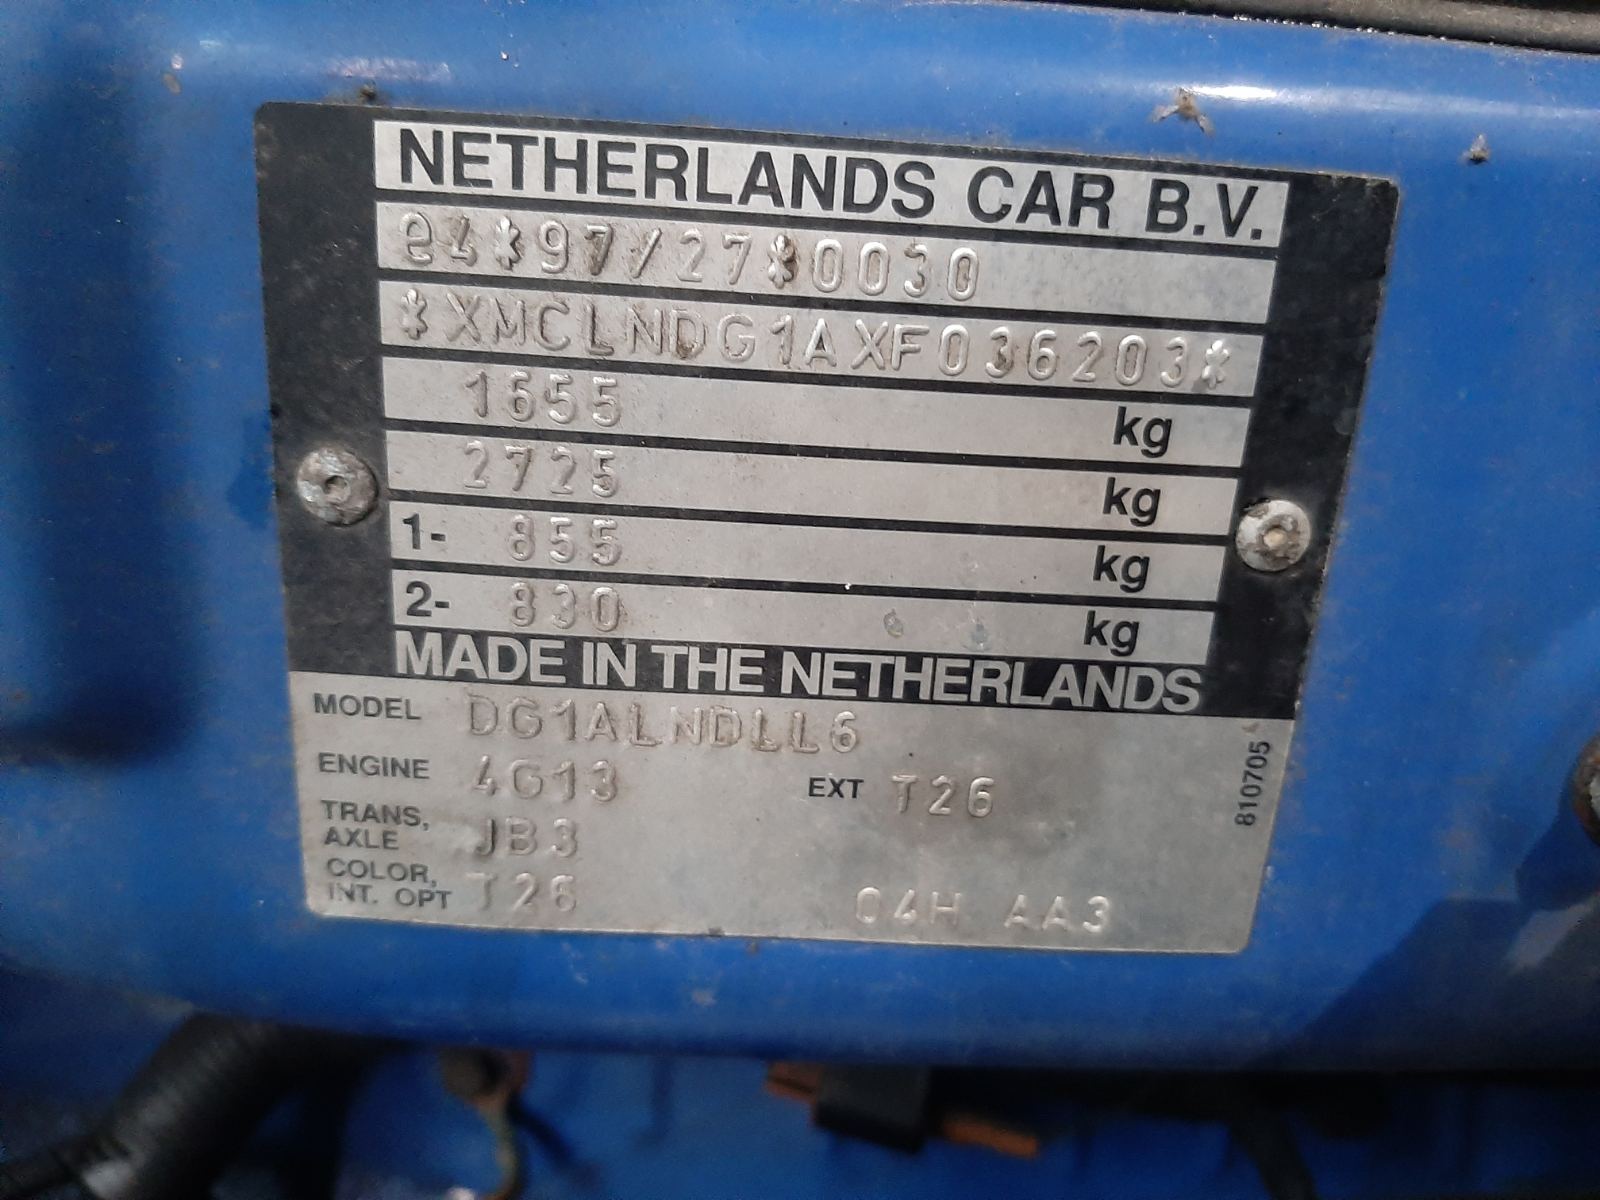 NETHERLANDS CAR B.V.
e4*97/27*0030
*XMCLNDG1AXF036203*
1655 kg
2725 kg
1- 855 kg
2- 830 kg
MADE IN THE NETHERLANDS
MODEL DG1ALNDLL6
ENGINE 4G13 EXT T26
TRANS, AXLE JB3
COLOR, INT. OPT T26 04H AA3
810705